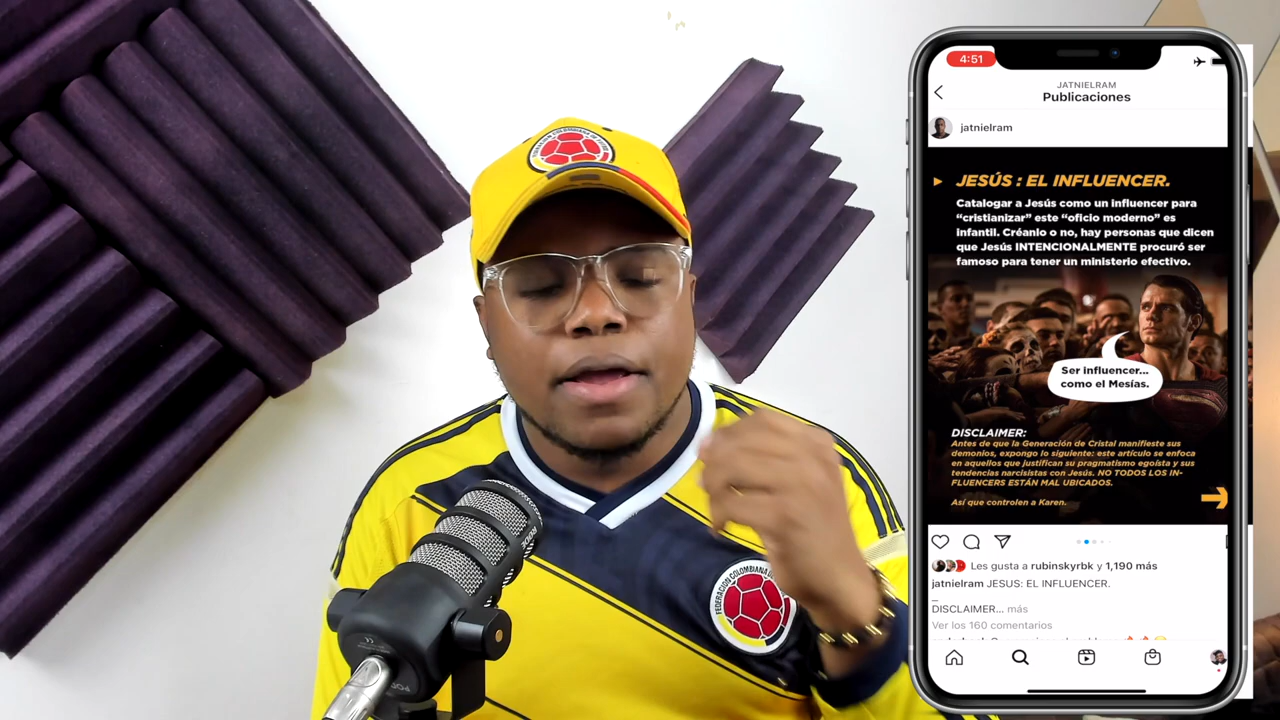 4:51
JATNIELRAM
Publicaciones
jatnielram
JESÚS : EL INFLUENCER.
Catalogar a Jesús como un influencer para
“cristianizar” este “oficio moderno” es
infantil. Créanlo o no, hay personas que dicen
que Jesús INTENCIONALMENTE procuró ser
famoso para tener un ministerio efectivo.
Ser influencer...
como el Mesías.
DISCLAIMER:
Antes de que la Generación de Cristal manifieste sus
demonios, expongo lo siguiente: este artículo se enfoca
en aquellos que justifican su pragmatismo egoísta y sus
tendencias narcisistas con Jesús. NO TODOS LOS IN-
FLUENCERS ESTÁN MAL UBICADOS.
Así que controlen a Karen.
Les gusta a rubinskyrbk y 1,190 más
jatnielram JESUS: EL INFLUENCER.
_
DISCLAIMER... más
Ver los 160 comentarios
FEDERACION COLOMBIANA DE
RODE